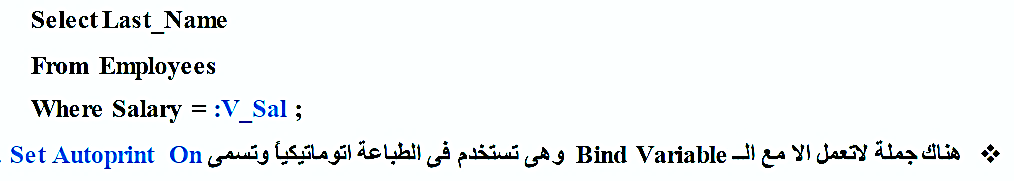 Select Last_Name
From Employees
Where Salary = :V_Sal ;
❖ هناك جملة لاتعمل الا مع الــ Bind Variable وهى تستخدم فى الطباعة اتوماتيكياً وتسمى Set Autoprint On.